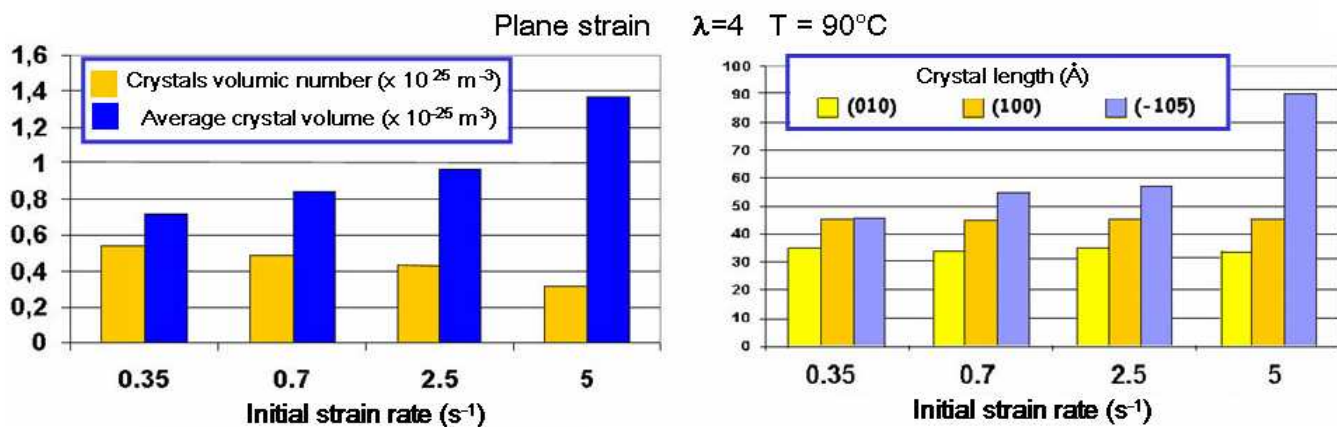 Plane strain λ=4 T = 90°C
1,6
1,4
1,2
1
0,8
0,6
0,4
0,2
0
Crystals volumic number (x 10 25 m-3)
Average crystal volume (x 10-25 m3)
0.35 0.7 2.5 5
Initial strain rate (s-1)
100
90
80
70
60
50
40
30
20
10
0
Crystal length (Å)
(010) (100) (-105)
0.35 0.7 2.5 5
Initial strain rate (s-1)